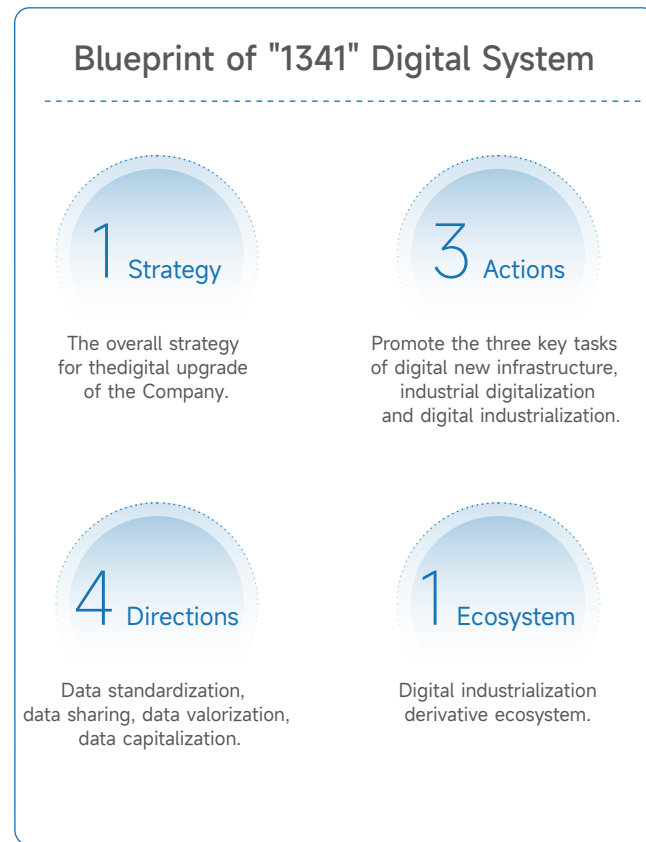 Blueprint of "1341" Digital System
1 Strategy
The overall strategy
for thedigital upgrade
of the Company.
3 Actions
Promote the three key tasks
of digital new infrastructure,
industrial digitalization
and digital industrialization.
4 Directions
Data standardization,
data sharing, data valorization,
data capitalization.
1 Ecosystem
Digital industrialization
derivative ecosystem.